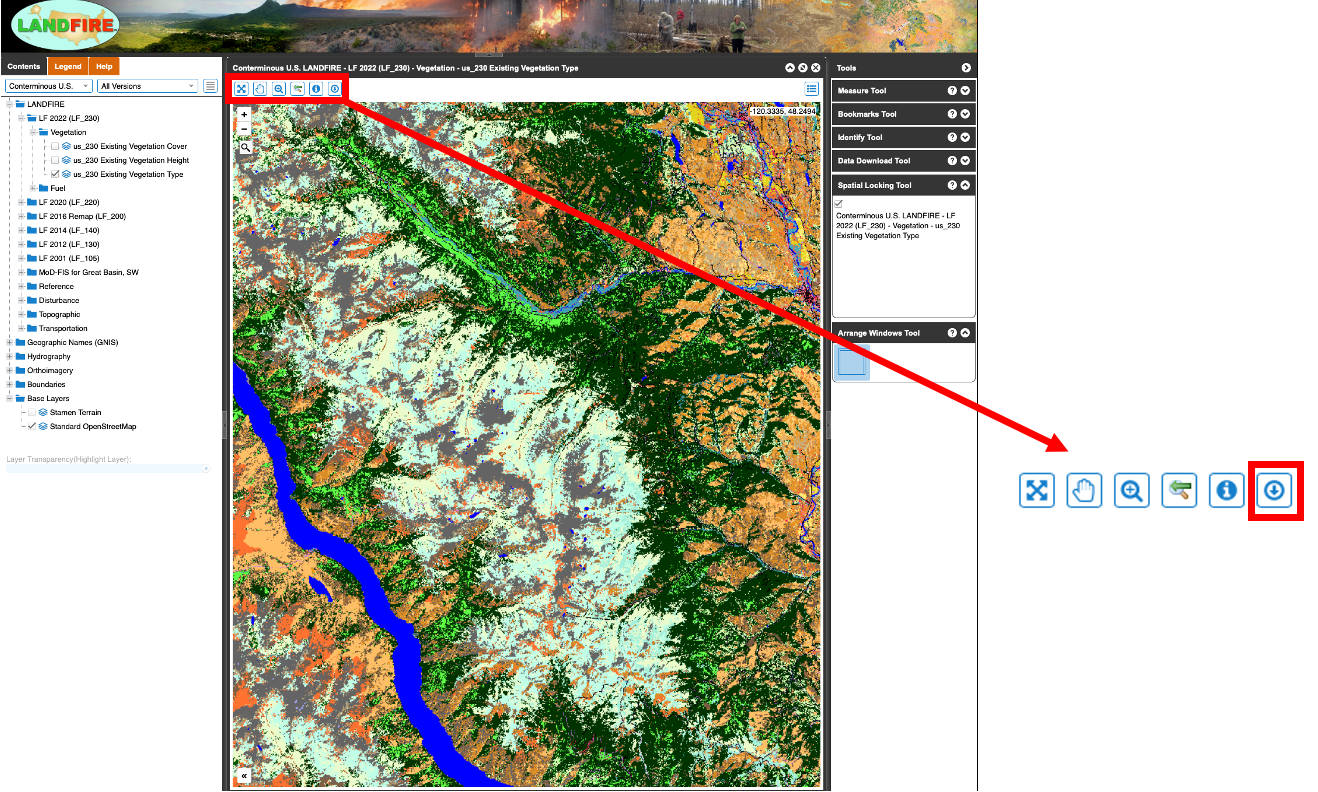 LANDFIRE
Contents Legend Help
Conterminous U.S. All Versions
LANDFIRE
LF 2022 (LF_230)
Vegetation
us_230 Existing Vegetation Cover
us_230 Existing Vegetation Height
us_230 Existing Vegetation Type
Fuel
LF 2020 (LF_220)
LF 2016 Remap (LF_200)
LF 2014 (LF_140)
LF 2012 (LF_130)
LF 2001 (LF_105)
MoD-FIS for Great Basin, SW
Reference
Disturbance
Topographic
Transportation
Geographic Names (GNIS)
Hydrography
Orthoimagery
Boundaries
Base Layers
Stamen Terrain
Standard OpenStreetMap
Layer Transparency(Highlight Layer):
Conterminous U.S. LANDFIRE - LF 2022 (LF_230) - Vegetation - us_230 Existing Vegetation Type
-120.3335, 48.2494
+
−
«
Tools
Measure Tool ?
Bookmarks Tool ?
Identify Tool ?
Data Download Tool ?
Spatial Locking Tool ?
Conterminous U.S. LANDFIRE - LF
2022 (LF_230) - Vegetation - us_230
Existing Vegetation Type
Arrange Windows Tool ?